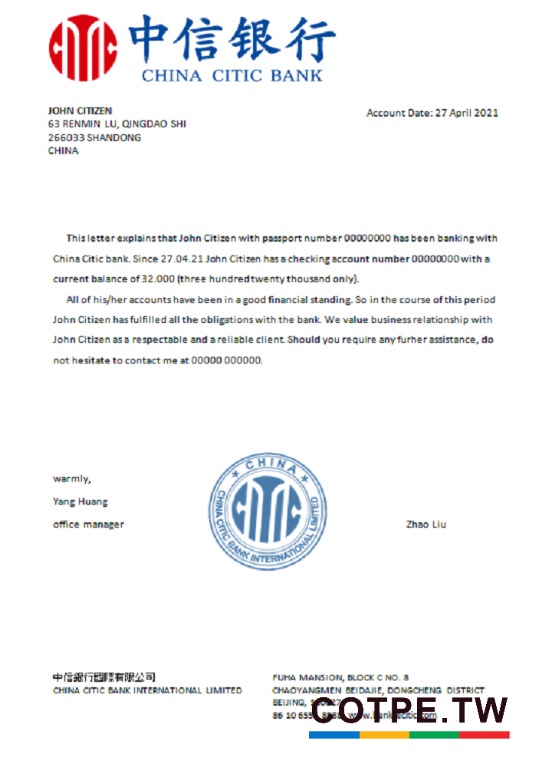 中信银行
CHINA CITIC BANK
JOHN CITIZEN
63 RENMIN LU, QINGDAO SHI
266033 SHANDONG
CHINA
Account Date: 27 April 2021
This letter explains that John Citizen with passport number 00000000 has been banking with
China Citic bank. Since 27.04.21 John Citizen has a checking account number 00000000 with a
current balance of 32.000 (three hundred twenty thousand only).
All of his/her accounts have been in a good financial standing. So in the course of this period
John Citizen has fulfilled all the obligations with the bank. We value business relationship with
John Citizen as a respectable and a reliable client. Should you require any furher assistance, do
not hesitate to contact me at 00000 000000.
warmly,
Yang Huang
office manager
CHINA
CHINA CITIC BANK INTERNATIONAL LIMITED
Zhao Liu
中信銀行國際有限公司
CHINA CITIC BANK INTERNATIONAL LIMITED
FUHA MANSION, BLOCK C NO. 8
CHAOYANGMEN BEIDAJIE, DONGCHENG DISTRICT
BEIJING,
86 10
COTPE.TW